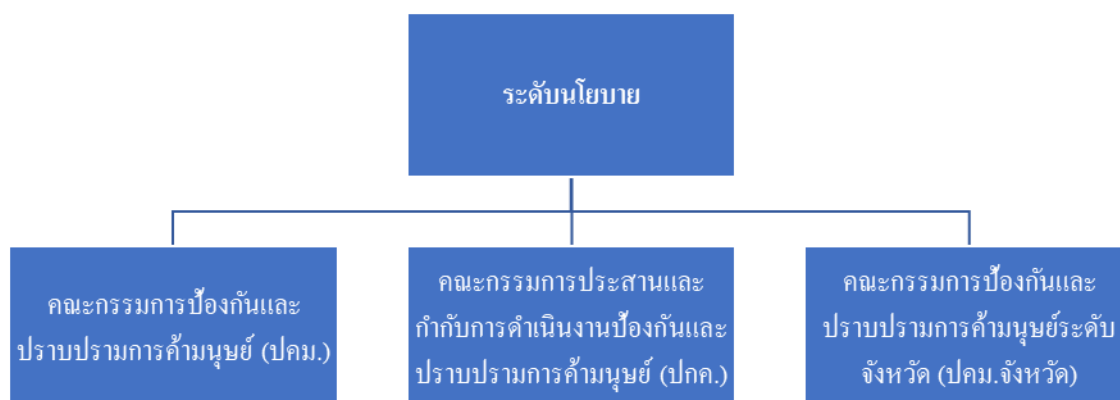 ระดับนโยบาย
คณะกรรมการป้องกันและ
ปราบปรามการค้ามนุษย์ (ปคม.)
คณะกรรมการประสานและ
กำกับการดำเนินงานป้องกันและ
ปราบปรามการค้ามนุษย์ (ปกค.)
คณะกรรมการป้องกันและ
ปราบปรามการค้ามนุษย์ระดับ
จังหวัด (ปคม.จังหวัด)